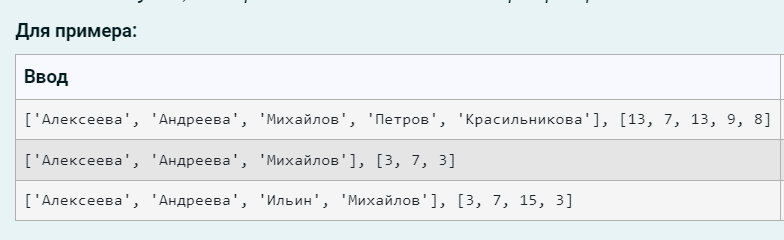 Для примера:
Ввод
['Алексеева', 'Андреева', 'Михайлов', 'Петров', 'Красильникова'], [13, 7, 13, 9, 8]
['Алексеева', 'Андреева', 'Михайлов'], [3, 7, 3]
['Алексеева', 'Андреева', 'Ильин', 'Михайлов'], [3, 7, 15, 3]